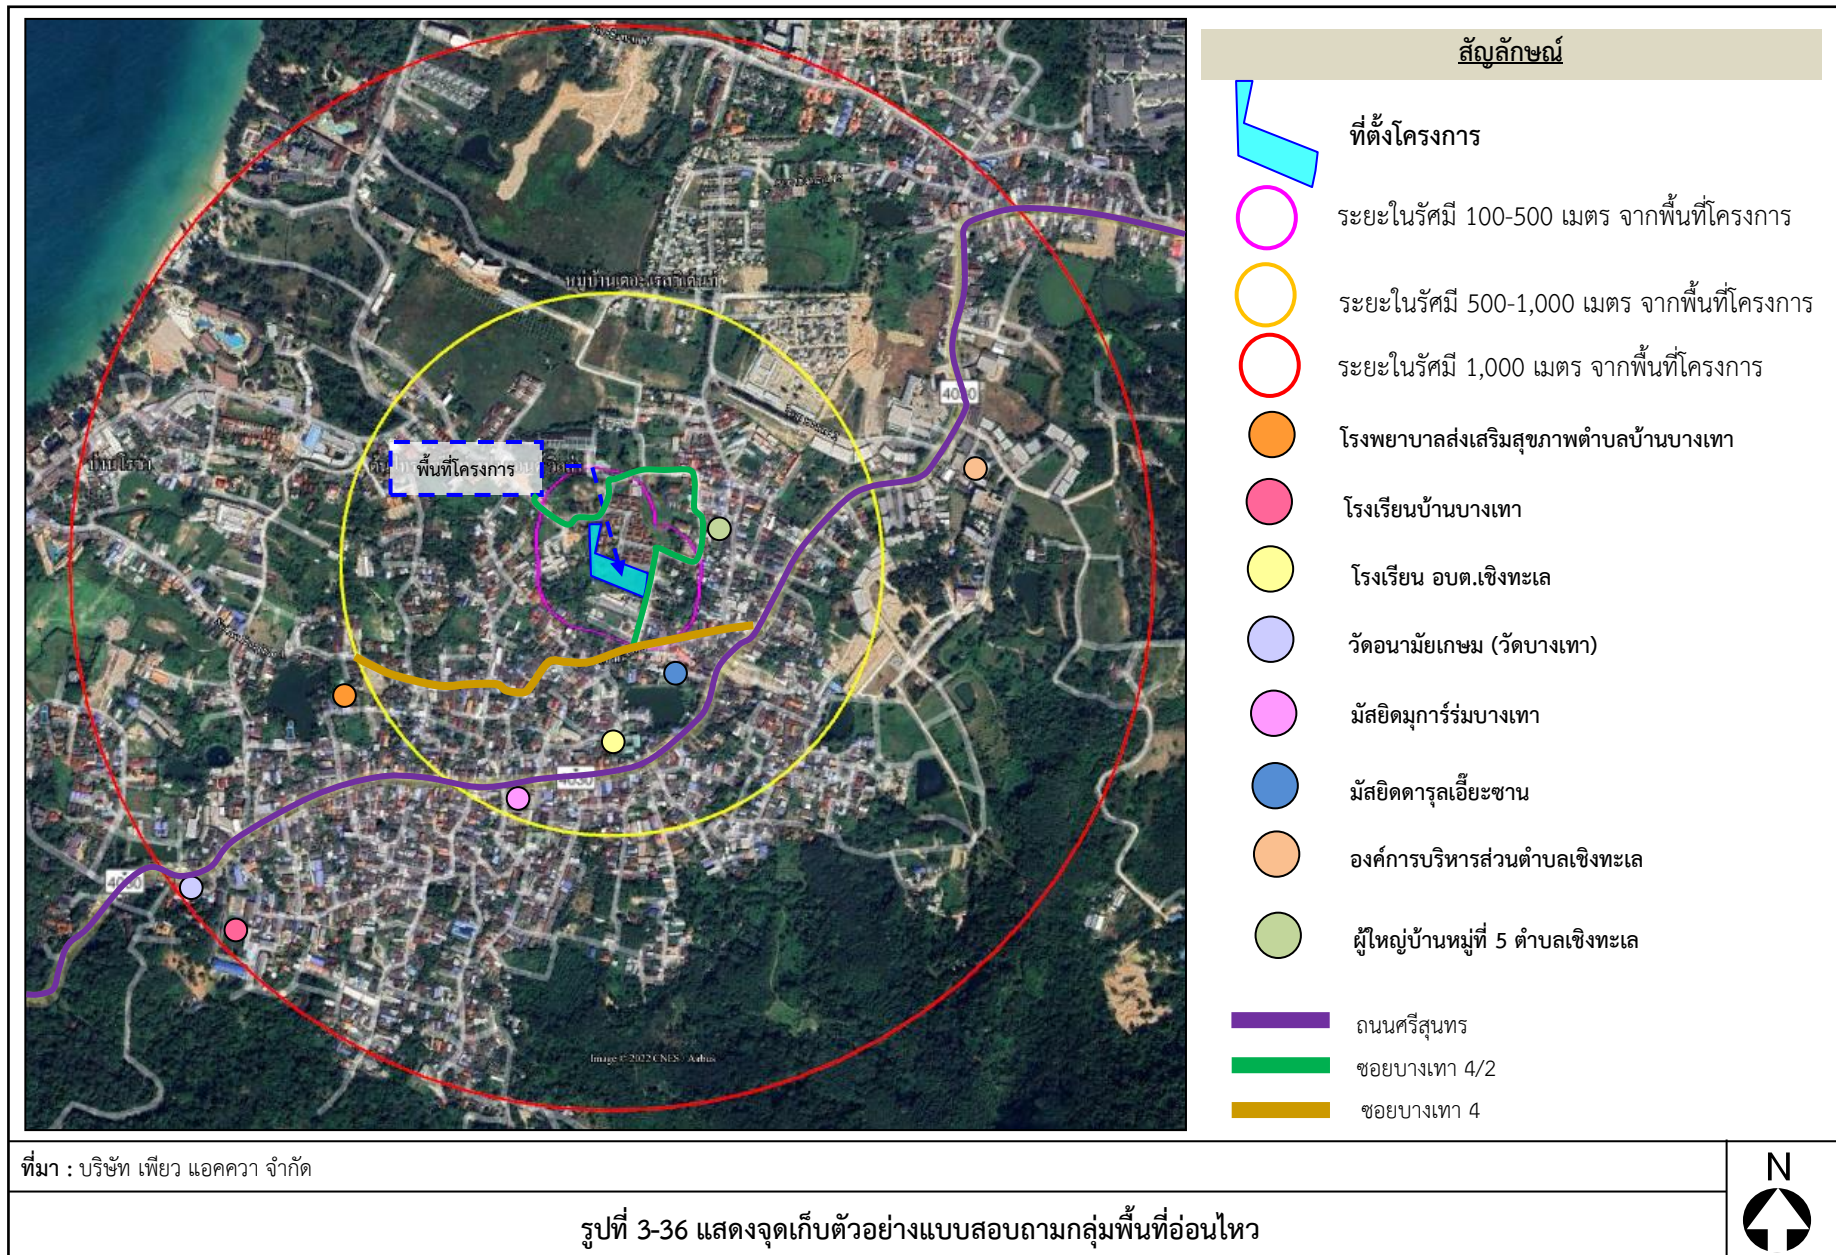 สัญลักษณ์
ที่ตั้งโครงการ
ระยะในรัศมี 100-500 เมตร จากพื้นที่โครงการ
ระยะในรัศมี 500-1,000 เมตร จากพื้นที่โครงการ
ระยะในรัศมี 1,000 เมตร จากพื้นที่โครงการ
โรงพยาบาลส่งเสริมสุขภาพตำบลบ้านบางเทา
โรงเรียนบ้านบางเทา
โรงเรียน อบต.เชิงทะเล
วัดอนามัยเกษม (วัดบางเทา)
มัสยิดมุการ์ร่มบางเทา
มัสยิดดารุลเอี๊ยะซาน
องค์การบริหารส่วนตำบลเชิงทะเล
ผู้ใหญ่บ้านหมู่ที่ 5 ตำบลเชิงทะเล
ถนนศรีสุนทร
ซอยบางเทา 4/2
ซอยบางเทา 4
พื้นที่โครงการ
4030
4030
4030
Image © 2022 CNES / Airbus
ที่มา : บริษัท เพียว แอคควา จำกัด
N
รูปที่ 3-36 แสดงจุดเก็บตัวอย่างแบบสอบถามกลุ่มพื้นที่อ่อนไหว